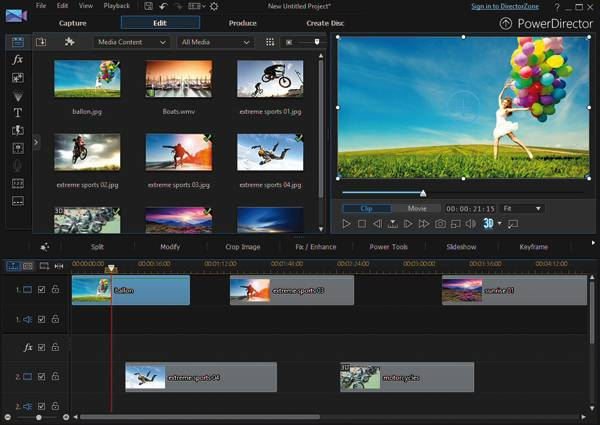 File Edit View Playback New Untitled Project* Sign in to DirectorZone
Capture Edit Produce Create Disc PowerDirector
Media Content All Media
ballon.jpg Boats.wmv extreme sports 01.jpg
extreme sports 02.jpg extreme sports 03.jpg extreme sports 04.jpg
3D
Clip Movie 00:00:21:15 Fit
3D
Split Modify Crop Image Fix / Enhance Power Tools Slideshow Keyframe
00:00:00:00 00:00:36:00 00:01:12:00 00:01:48:00 00:02:24:00 00:03:00:00 00:03:36:00 00:04:12:00
1. ballon extreme sports 03 sunrise 01
1.
fx
2. extreme sports 04 3D motorcycles
2.